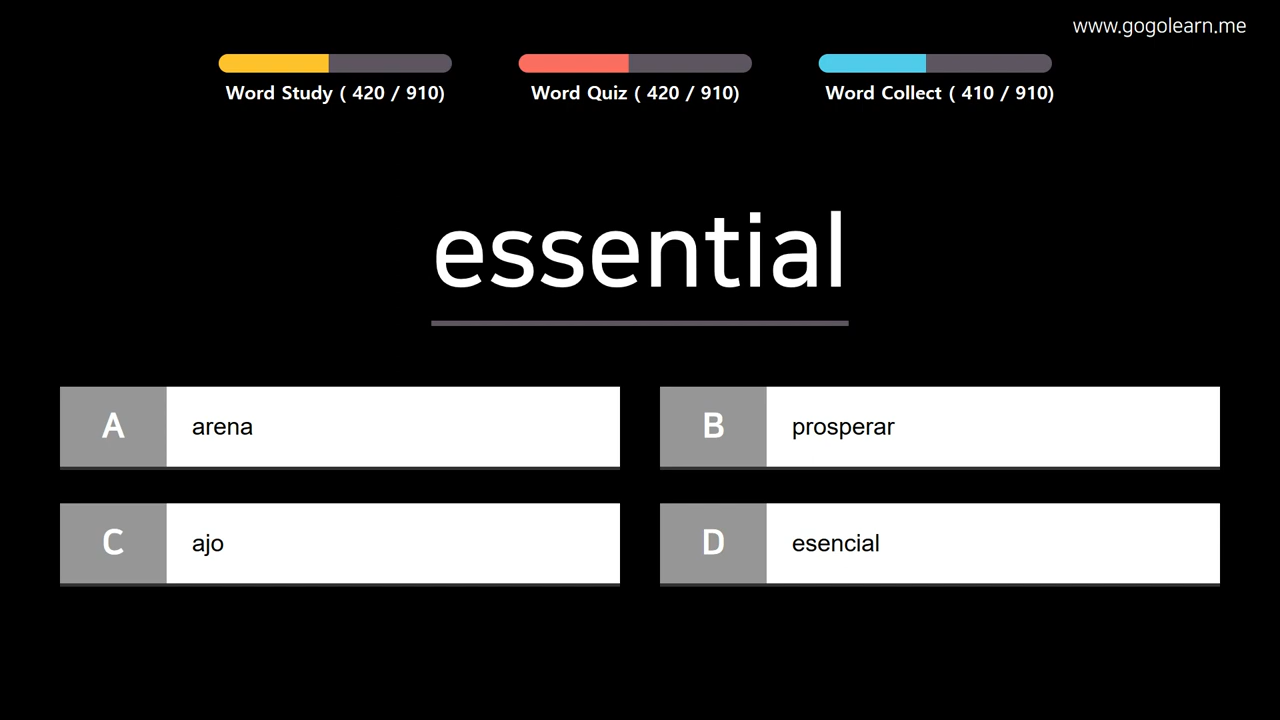 www.gogolearn.me
Word Study ( 420 / 910)
Word Quiz ( 420 / 910)
Word Collect ( 410 / 910)
essential
A arena
B prosperar
C ajo
D esencial